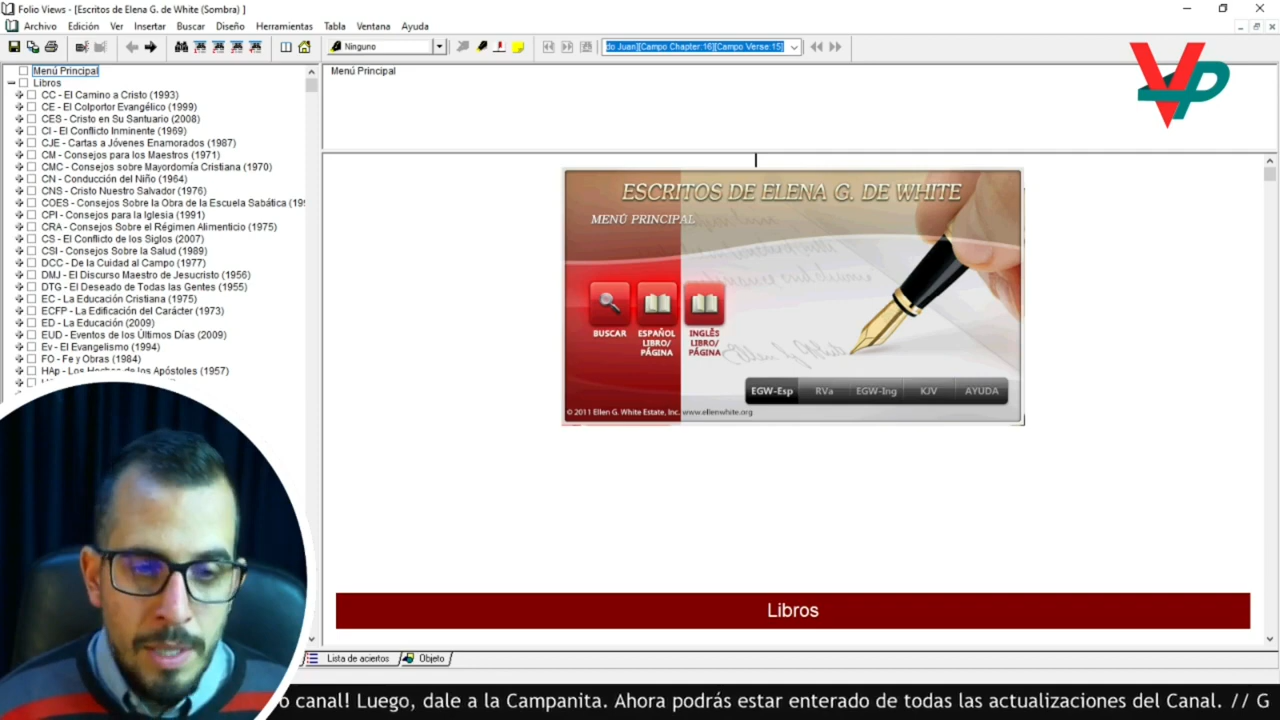 Folio Views - [Escritos de Elena G. de White (Sombra) ]
Archivo Edición Ver Insertar Buscar Diseño Herramientas Tabla Ventana Ayuda
Ninguno
do Juan][Campo Chapter:16][Campo Verse:15]
Menú Principal
Libros
CC - El Camino a Cristo (1993)
CE - El Colportor Evangélico (1999)
CES - Cristo en Su Santuario (2008)
CI - El Conflicto Inminente (1969)
CJE - Cartas a Jóvenes Enamorados (1987)
CM - Consejos para los Maestros (1971)
CMC - Consejos sobre Mayordomía Cristiana (1970)
CN - Conducción del Niño (1964)
CNS - Cristo Nuestro Salvador (1976)
COES - Consejos Sobre la Obra de la Escuela Sabática (19
CPI - Consejos para la Iglesia (1991)
CRA - Consejos Sobre el Régimen Alimenticio (1975)
CS - El Conflicto de los Siglos (2007)
CSI - Consejos Sobre la Salud (1989)
DCC - De la Cuidad al Campo (1977)
DMJ - El Discurso Maestro de Jesucristo (1956)
DTG - El Deseado de Todas las Gentes (1955)
EC - La Educación Cristiana (1975)
ECFP - La Edificación del Carácter (1973)
ED - La Educación (2009)
EUD - Eventos de los Últimos Días (2009)
Ev - El Evangelismo (1994)
FO - Fe y Obras (1984)
HAp - Los Hechos de los Apóstoles (1957)
Menú Principal
ESCRITOS DE ELENA G. DE WHITE
MENÚ PRINCIPAL
BUSCAR
ESPAÑOL
LIBRO/
PÁGINA
INGLÊS
LIBRO/
PÁGINA
EGW-Esp RVa EGW-Ing KJV AYUDA
© 2011 Ellen G. White Estate, Inc. www.ellenwhite.org
Libros
Lista de aciertos Objeto
VP
o canal! Luego, dale a la Campanita. Ahora podrás estar enterado de todas las actualizaciones del Canal. // G